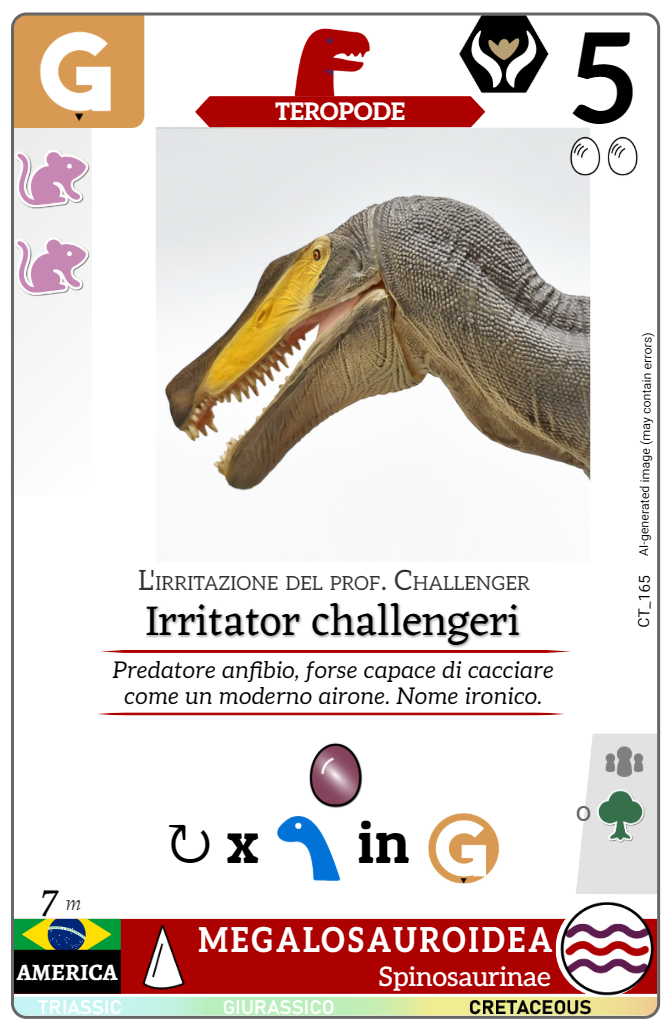 G
TEROPODE
5
L'IRRITAZIONE DEL PROF. CHALLENGER
Irritator challengeri
Predatore anfibio, forse capace di cacciare
come un moderno airone. Nome ironico.
AI-generated image (may contain errors)
CT_165
O
x in G
7 m
AMERICA
MEGALOSAUROIDEA
Spinosaurinae
TRIASSIC GIURASSICO CRETACEOUS